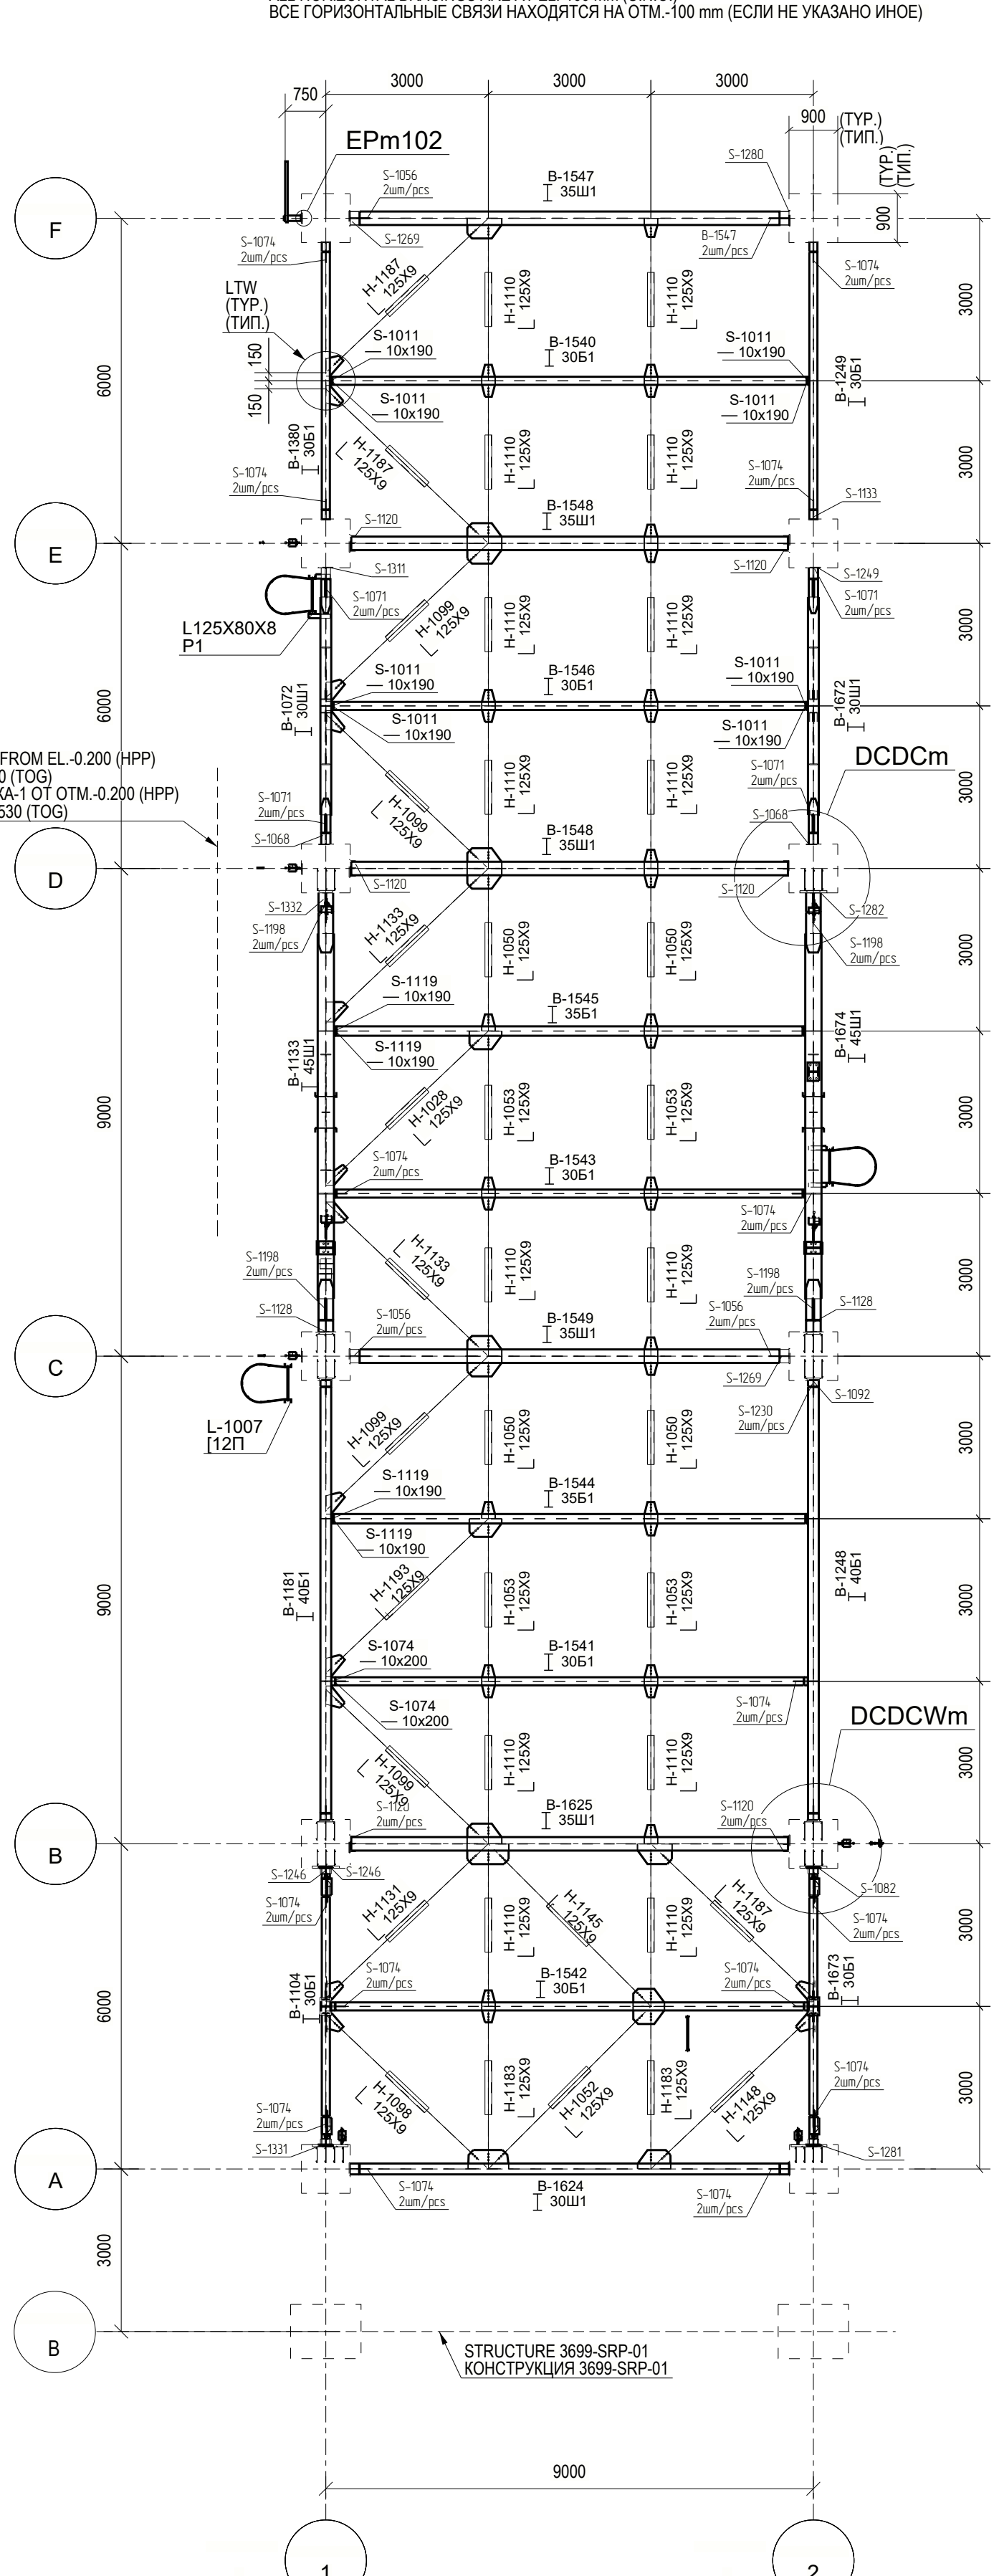 ВСЕ ГОРИЗОНТАЛЬНЫЕ СВЯЗИ НАХОДЯТСЯ НА ОТМ.-100 mm (ЕСЛИ НЕ УКАЗАНО ИНОЕ)
3000
3000
3000
750
900
(TYP.)
(ТИП.)
(TYP.)
(ТИП.)
900
EPm102
S-1056
2шт/pcs
B-1547
35Ш1
S-1280
F
S-1269
B-1547
2шт/pcs
S-1074
2шт/pcs
S-1074
2шт/pcs
LTW
(TYP.)
(ТИП.)
H-1187
125X9
H-1110
125X9
H-1110
125X9
3000
150
150
S-1011
10x190
B-1540
30Б1
S-1011
10x190
6000
S-1011
10x190
S-1011
10x190
B-1249
30Б1
B-1380
30Б1
H-1187
125X9
H-1110
125X9
H-1110
125X9
3000
S-1074
2шт/pcs
S-1074
2шт/pcs
S-1133
B-1548
35Ш1
S-1120
E
S-1120
S-1311
S-1249
S-1071
2шт/pcs
S-1071
2шт/pcs
L125X80X8
P1
H-1099
125X9
H-1110
125X9
H-1110
125X9
3000
S-1011
10x190
B-1546
30Б1
S-1011
10x190
6000
B-1072
30Ш1
S-1011
10x190
S-1011
10x190
B-1672
30Ш1
FROM EL.-0.200 (HPP)
0 (TOG)
КА-1 ОТ ОТМ.-0.200 (HPP)
530 (TOG)
DCDCm
H-1099
125X9
H-1110
125X9
H-1110
125X9
3000
S-1071
2шт/pcs
S-1068
S-1071
2шт/pcs
S-1068
B-1548
35Ш1
D
S-1120
S-1120
S-1332
S-1198
2шт/pcs
S-1282
S-1198
2шт/pcs
H-1133
125X9
H-1050
125X9
H-1050
125X9
3000
S-1119
10x190
B-1545
35Б1
S-1119
10x190
B-1133
45Ш1
B-1674
45Ш1
9000
H-1028
125X9
H-1053
125X9
H-1053
125X9
3000
S-1074
2шт/pcs
B-1543
30Б1
S-1074
2шт/pcs
S-1198
2шт/pcs
H-1133
125X9
H-1110
125X9
H-1110
125X9
3000
S-1198
2шт/pcs
S-1128
S-1128
S-1056
2шт/pcs
B-1549
35Ш1
S-1056
2шт/pcs
C
S-1269
S-1092
S-1230
2шт/pcs
L-1007
[12П
H-1099
125X9
H-1050
125X9
H-1050
125X9
3000
S-1119
10x190
B-1544
35Б1
S-1119
10x190
B-1181
40Б1
B-1248
40Б1
9000
H-1193
125X9
H-1053
125X9
H-1053
125X9
3000
S-1074
10x200
B-1541
30Б1
S-1074
10x200
S-1074
2шт/pcs
DCDCWm
H-1099
125X9
H-1110
125X9
H-1110
125X9
3000
S-1120
2шт/pcs
B-1625
35Ш1
S-1120
2шт/pcs
B
S-1246
S-1246
S-1082
S-1074
2шт/pcs
S-1074
2шт/pcs
H-1131
125X9
H-1110
125X9
H-1145
125X9
H-1110
125X9
H-1187
125X9
3000
S-1074
2шт/pcs
B-1542
30Б1
S-1074
2шт/pcs
B-1104
30Б1
B-1673
30Б1
6000
H-1098
125X9
H-1183
125X9
H-1052
125X9
H-1183
125X9
H-1148
125X9
3000
S-1074
2шт/pcs
S-1331
S-1074
2шт/pcs
S-1281
A
S-1074
2шт/pcs
B-1624
30Ш1
S-1074
2шт/pcs
3000
B
STRUCTURE 3699-SRP-01
КОНСТРУКЦИЯ 3699-SRP-01
9000
1
2